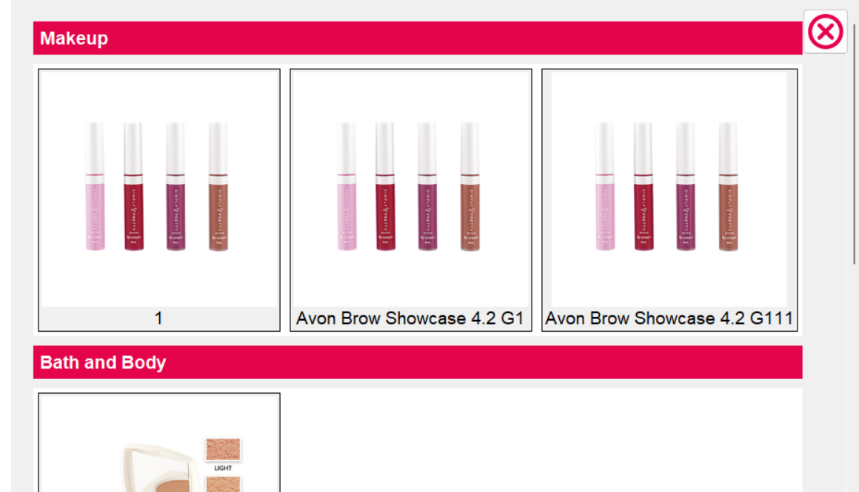 Makeup
1
Avon Brow Showcase 4.2 G1
Avon Brow Showcase 4.2 G111
Bath and Body
LIGHT